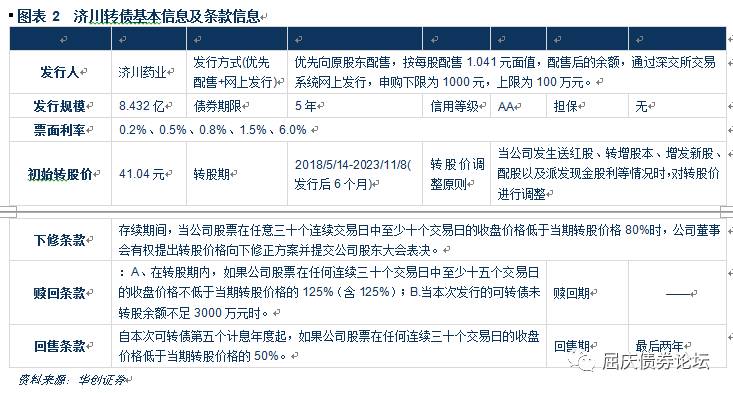 图表 2 济川转债基本信息及条款信息
发行人 济川药业 发行方式(优先配售+网上发行) 优先向原股东配售，按每股配售 1.041 元面值，配售后的余额，通过深交所交易
系统网上发行，申购下限为 1000 元，上限为 100 万元。
发行规模 8.432 亿 债券期限 5 年 信用等级 AA 担保 无
票面利率 0.2%、0.5%、0.8%、1.5%、6.0%
初始转股价 41.04 元 转股期 2018/5/14-2023/11/8(发行后 6 个月) 转股价调整原则 当公司发生送红股、转增股本、增发新股、
配股以及派发现金股利等情况时，对转股价
进行调整
下修条款 存续期间，当公司股票在任意三十个连续交易日中至少十个交易日的收盘价格低于当期转股价格 80%时，公司董事
会有权提出转股价格向下修正方案并提交公司股东大会表决。
赎回条款 ：A、在转股期内，如果公司股票在任何连续三十个交易日中至少十五个交易日
的收盘价格不低于当期转股价格的 125%（含 125%）；B.当本次发行的可转债未
转股余额不足 3000 万元时。 赎回期 ——
回售条款 自本次可转债第五个计息年度起，如果公司股票在任何连续三十个交易日的收盘
价格低于当期转股价格的 50%。 回售期 最后两年
资料来源：华创证券
屈庆债券论坛